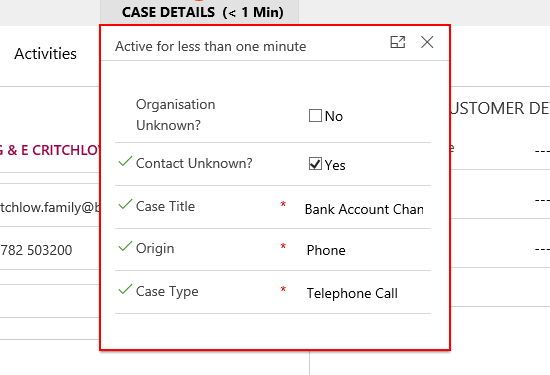 CASE DETAILS (< 1 Min)
Active for less than one minute
Activities
Organisation
Unknown?
No
USTOMER DE
& E CRITCHLOW
Contact Unknown?
Yes
e
---
tchlow.family@b
Case Title
*
Bank Account Chan
---
782 503200
Origin
*
Phone
---
Case Type
*
Telephone Call
---